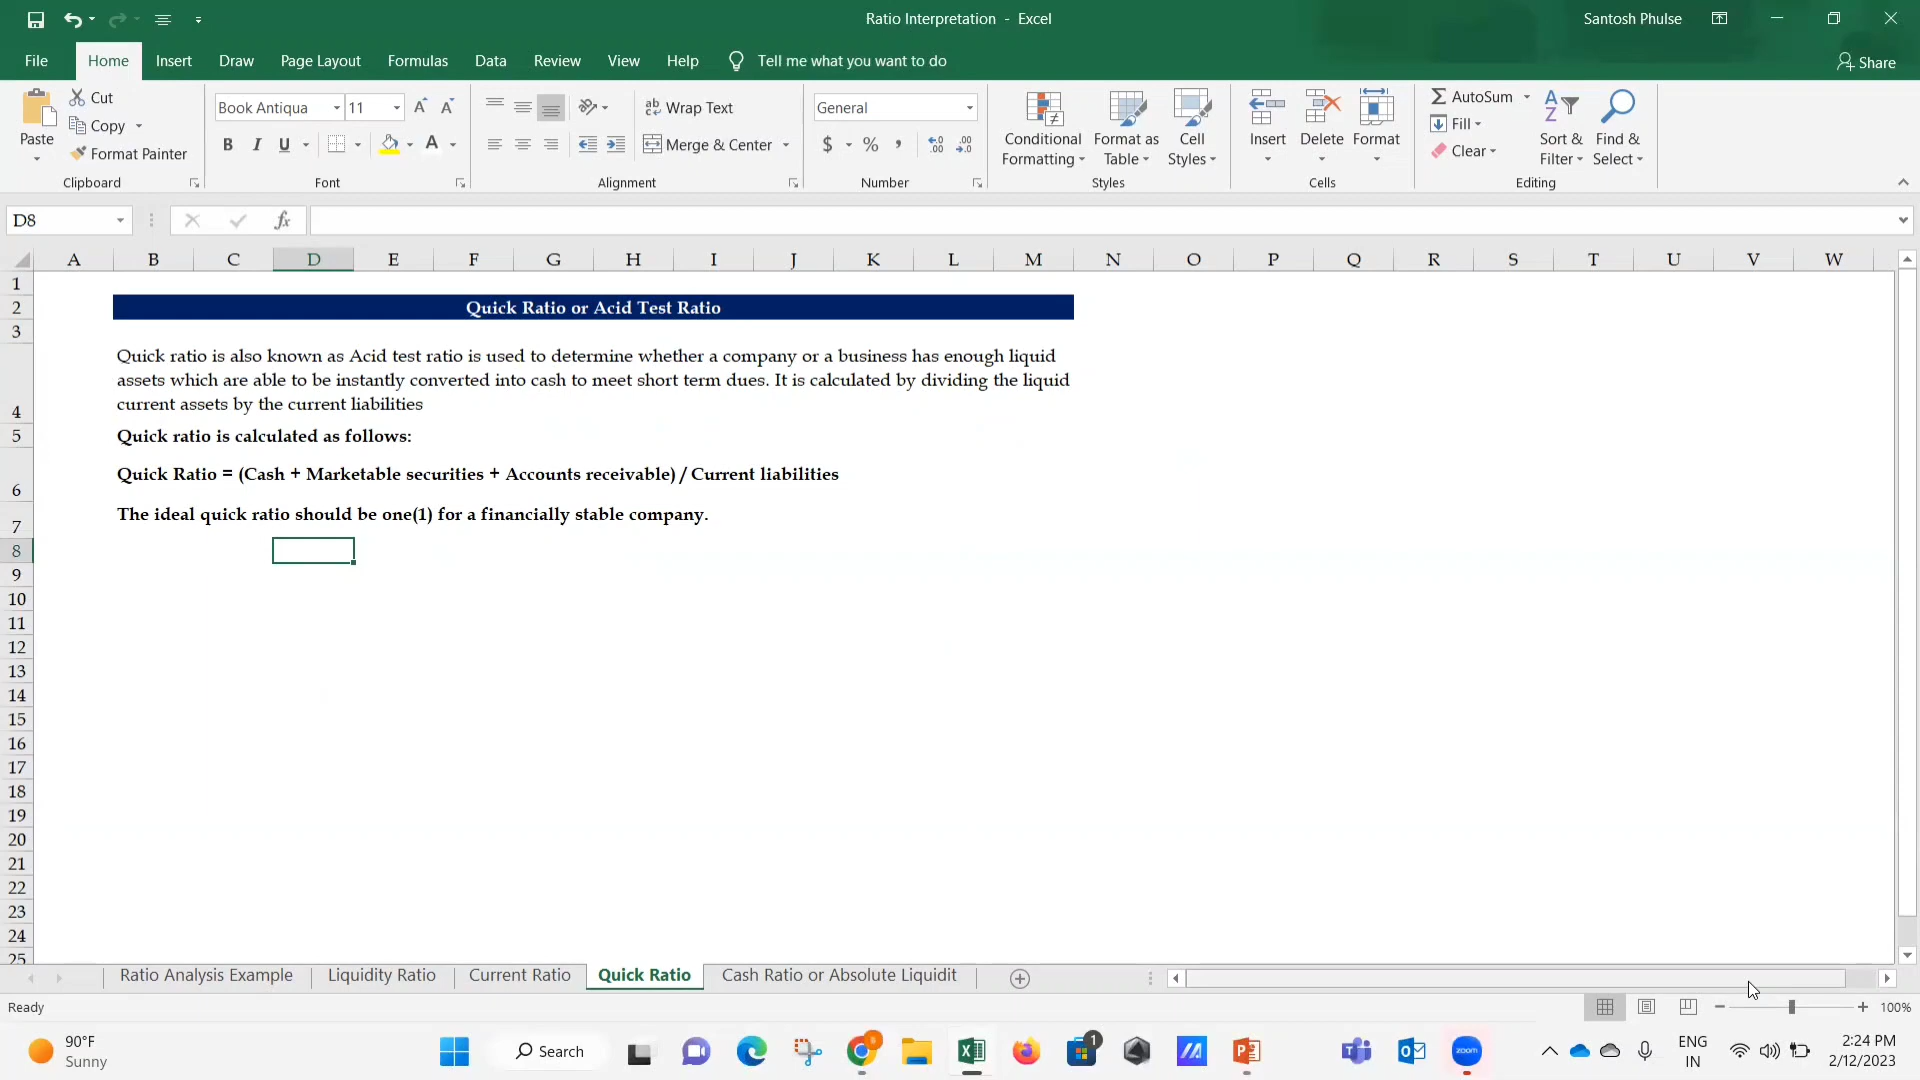 Ratio Interpretation - Excel
Santosh Phulse
File Home Insert Draw Page Layout Formulas Data Review View Help Tell me what you want to do
Share
Paste
Cut
Copy
Format Painter
Clipboard
Book Antiqua 11
B I U
Font
Wrap Text
Merge & Center
Alignment
General
$ % ,
Number
Conditional Formatting
Format as Table
Cell Styles
Styles
Insert Delete Format
Cells
AutoSum
Fill
Clear
Sort & Filter
Find & Select
Editing
D8
fx
A B C D E F G H I J K L M N O P Q R S T U V W
1
2 Quick Ratio or Acid Test Ratio
3
Quick ratio is also known as Acid test ratio is used to determine whether a company or a business has enough liquid
assets which are able to be instantly converted into cash to meet short term dues. It is calculated by dividing the liquid
4 current assets by the current liabilities
5 Quick ratio is calculated as follows:
6 Quick Ratio = (Cash + Marketable securities + Accounts receivable) / Current liabilities
7 The ideal quick ratio should be one(1) for a financially stable company.
8
9
10
11
12
13
14
15
16
17
18
19
20
21
22
23
24
25
Ratio Analysis Example Liquidity Ratio Current Ratio Quick Ratio Cash Ratio or Absolute Liquidit
Ready
100%
90°F
Sunny
Search
zoom
1
ENG
IN
2:24 PM
2/12/2023